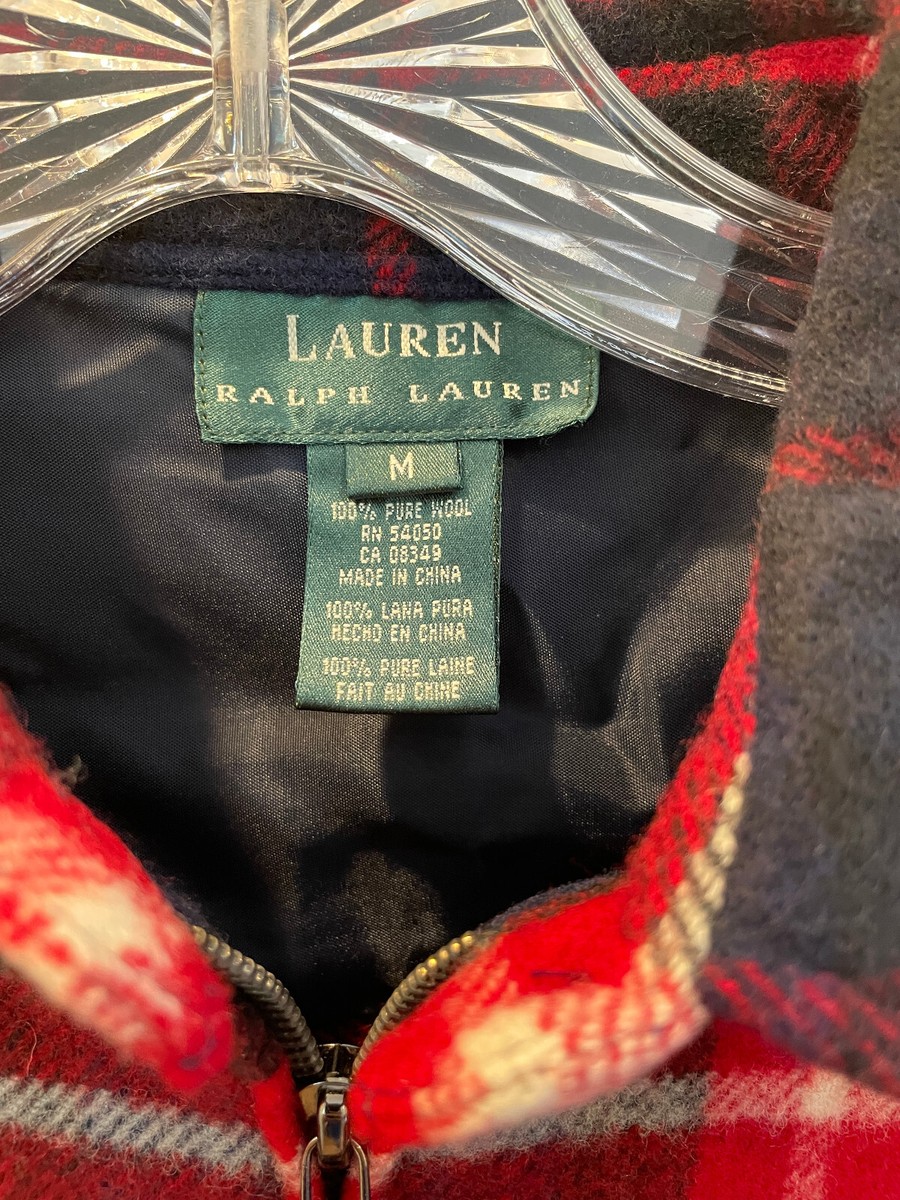 LAUREN
RALPH LAUREN
M
100% PURE WOOL
RN 54050
CA 08349
MADE IN CHINA
100% LANA PURA
HECHO EN CHINA
100% PURE LAINE
FAIT AU CHINE